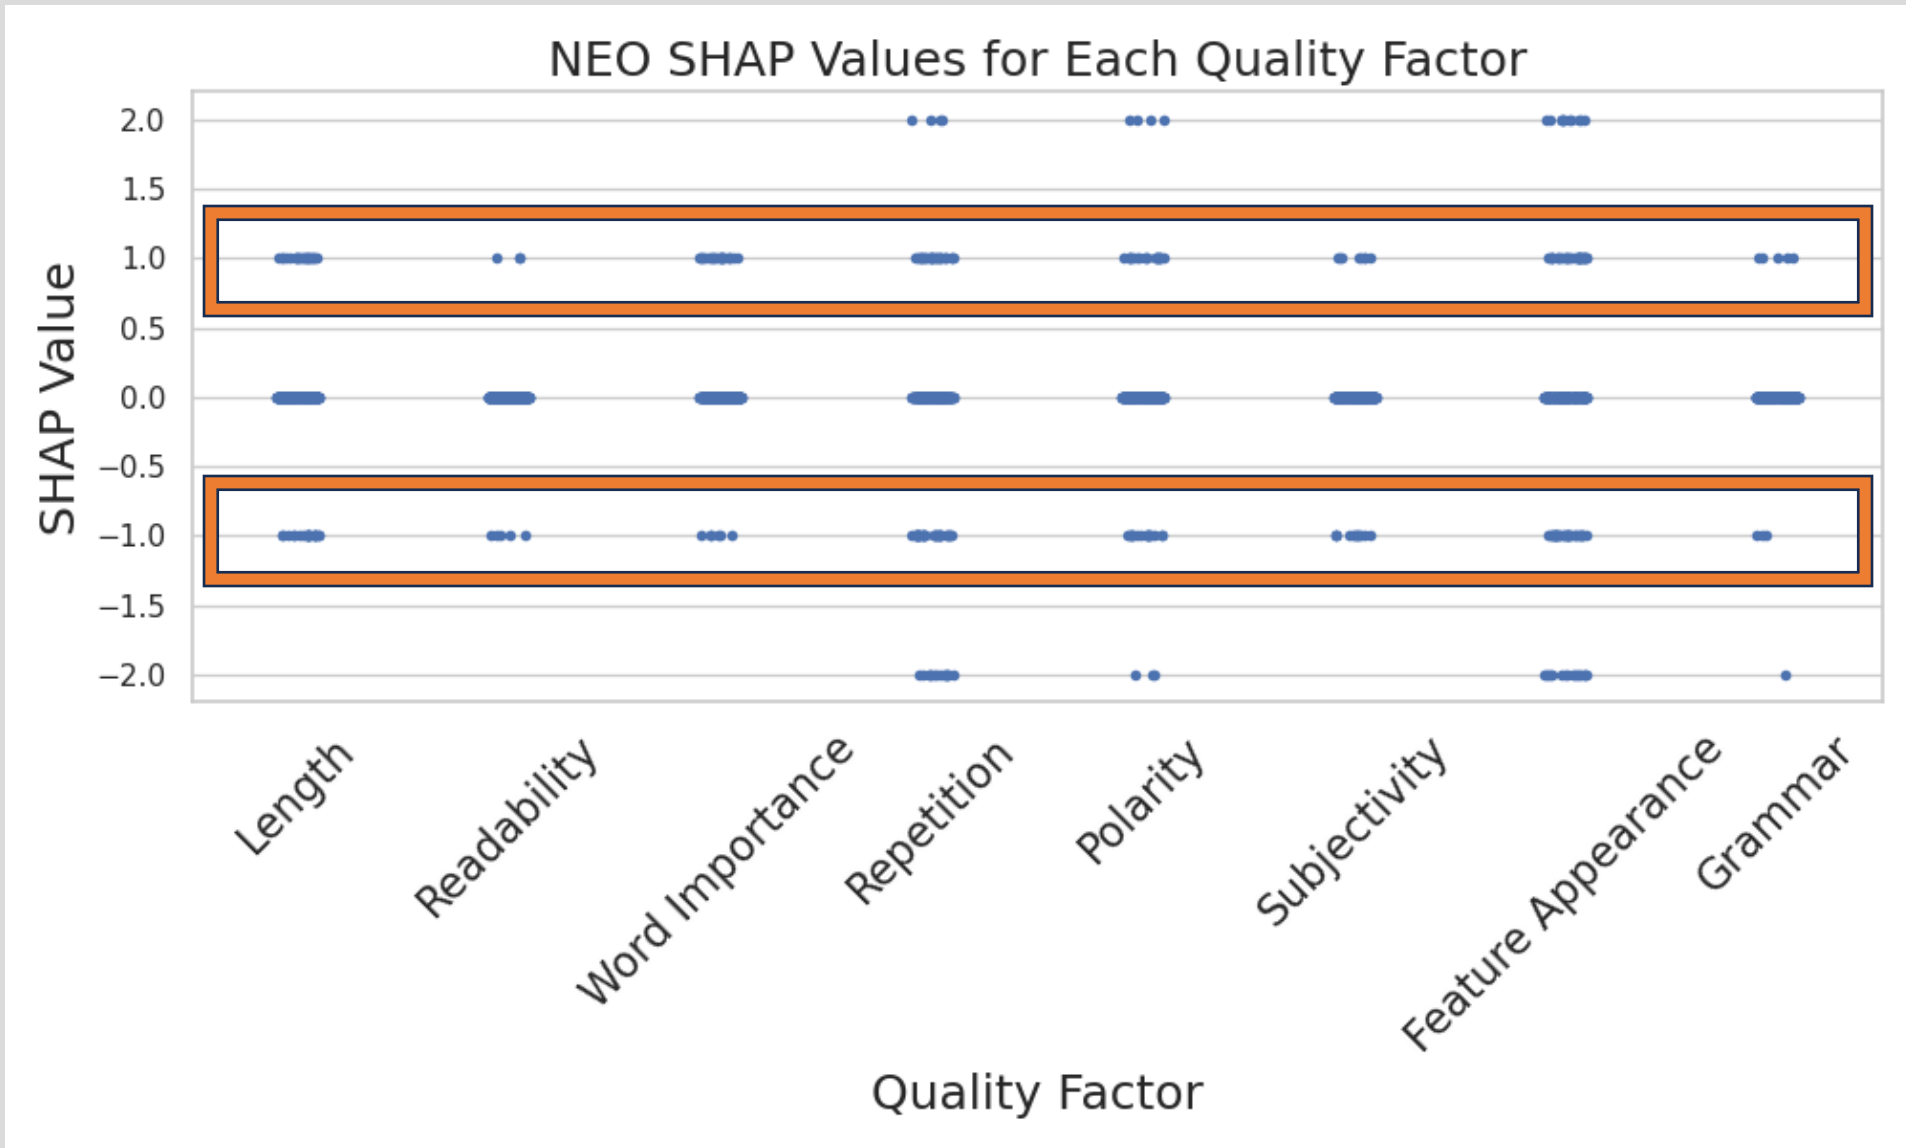 NEO SHAP Values for Each Quality Factor
2.0
1.5
1.0
0.5
0.0
−0.5
−1.0
−1.5
−2.0
SHAP Value
Length
Readability
Word Importance
Repetition
Polarity
Subjectivity
Feature Appearance
Grammar
Quality Factor